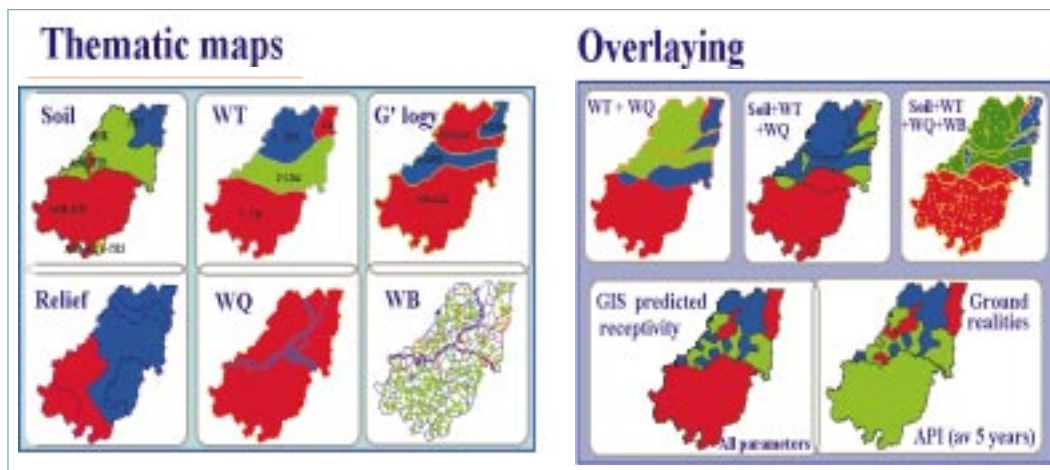 Thematic maps
Soil
WT
G' logy
Relief
WQ
WB
Overlaying
WT + WQ
Soil+WT
+WQ
Soil+WT
+WQ+WB
GIS predicted
receptivity
All parameters
Ground
realities
API (av 5 years)